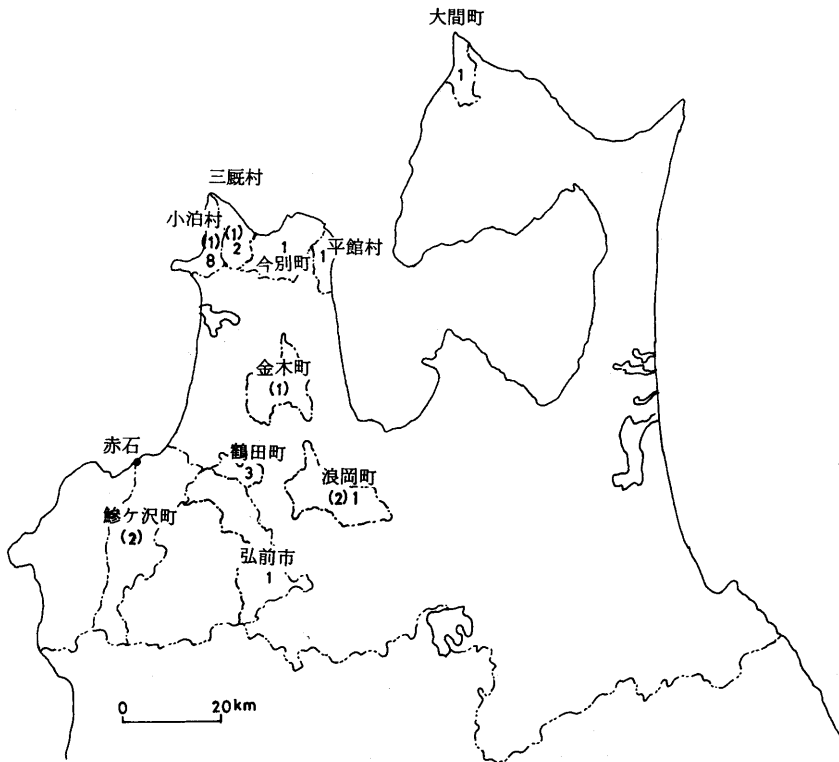 大間町
1
三厩村
小泊村
(1) (1)
8 2
1
今別町
平館村
1
金木町
(1)
赤石
鶴田町
3
浪岡町
(2) 1
鰺ケ沢町
(2)
弘前市
1
0 20km